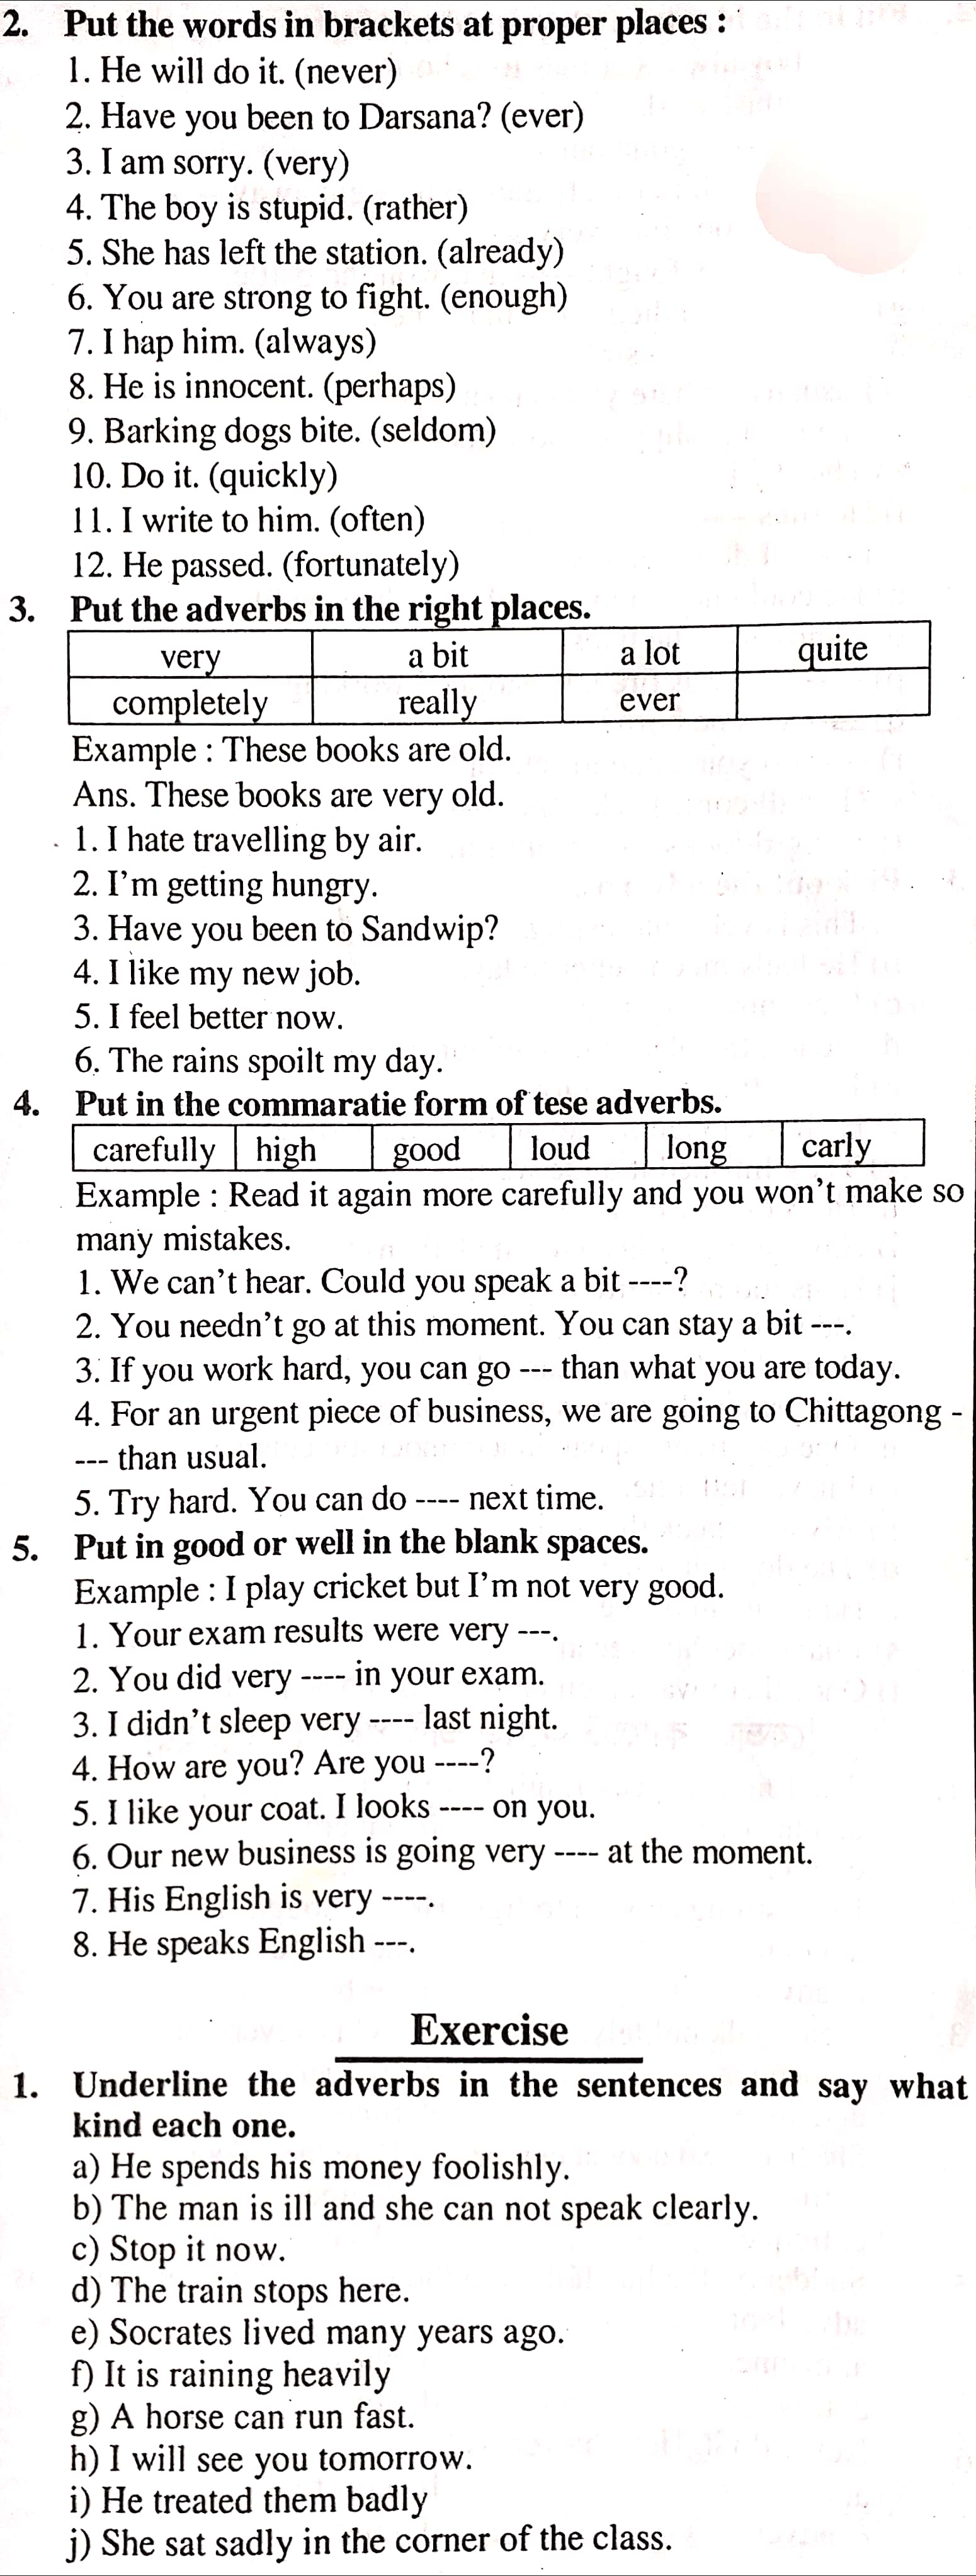 2. Put the words in brackets at proper places :
1. He will do it. (never)
2. Have you been to Darsana? (ever)
3. I am sorry. (very)
4. The boy is stupid. (rather)
5. She has left the station. (already)
6. You are strong to fight. (enough)
7. I hap him. (always)
8. He is innocent. (perhaps)
9. Barking dogs bite. (seldom)
10. Do it. (quickly)
11. I write to him. (often)
12. He passed. (fortunately)
3. Put the adverbs in the right places.
very a bit a lot quite
completely really ever
Example : These books are old.
Ans. These books are very old.
1. I hate travelling by air.
2. I'm getting hungry.
3. Have you been to Sandwip?
4. I like my new job.
5. I feel better now.
6. The rains spoilt my day.
4. Put in the commaratie form of tese adverbs.
carefully high good loud long carly
Example : Read it again more carefully and you won't make so
many mistakes.
1. We can't hear. Could you speak a bit ----?
2. You needn't go at this moment. You can stay a bit ---.
3. If you work hard, you can go --- than what you are today.
4. For an urgent piece of business, we are going to Chittagong -
--- than usual.
5. Try hard. You can do ---- next time.
5. Put in good or well in the blank spaces.
Example : I play cricket but I'm not very good.
1. Your exam results were very ---.
2. You did very ---- in your exam.
3. I didn't sleep very ---- last night.
4. How are you? Are you ----?
5. I like your coat. I looks ---- on you.
6. Our new business is going very ---- at the moment.
7. His English is very ----.
8. He speaks English ---.
Exercise
1. Underline the adverbs in the sentences and say what
kind each one.
a) He spends his money foolishly.
b) The man is ill and she can not speak clearly.
c) Stop it now.
d) The train stops here.
e) Socrates lived many years ago.
f) It is raining heavily
g) A horse can run fast.
h) I will see you tomorrow.
i) He treated them badly
j) She sat sadly in the corner of the class.